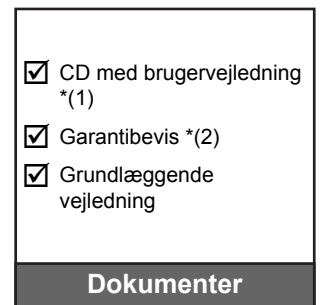 ☑ CD med brugervejledning
*(1)
☑ Garantibevis *(2)
☑ Grundlæggende
vejledning
Dokumenter